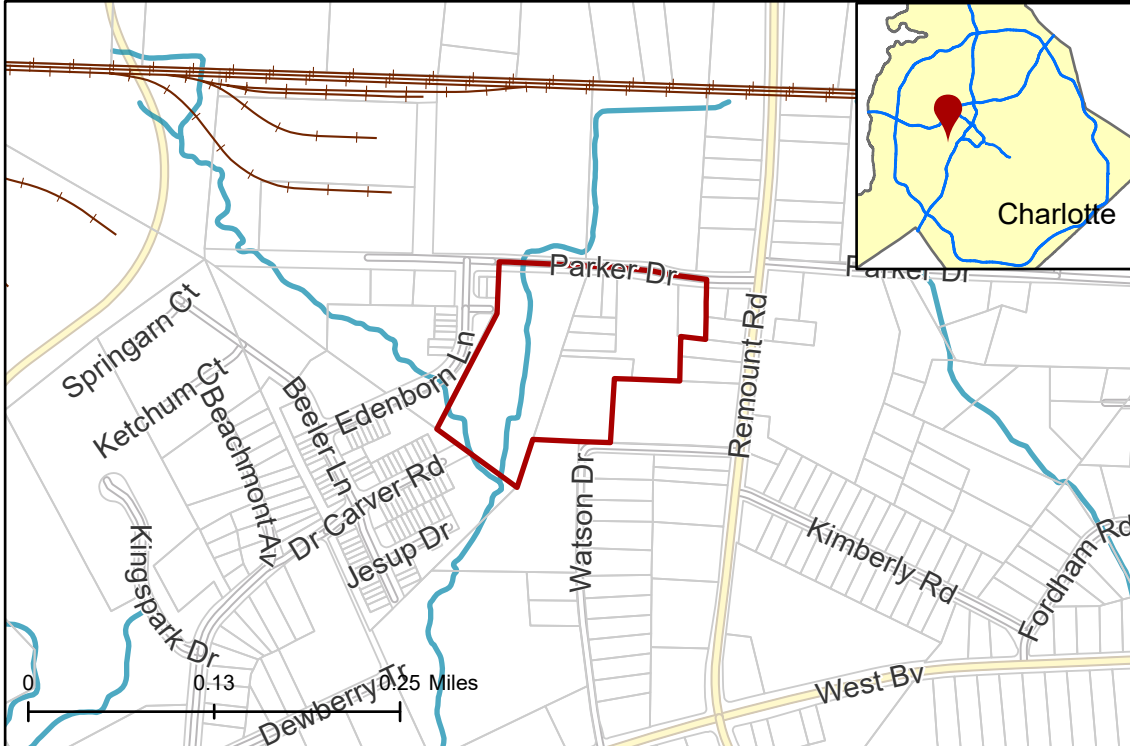 Charlotte
Parker Dr
Parker Dr
Springarn Ct
Remount Rd
Ketchum Ct
Edenborn Ln
Beeler Ln
Beachmont Av
Dr Carver Rd
Watson Dr
Jesup Dr
Kimberly Rd
Fordham Rd
Kingspark Dr
West Bv
Dewberry Tr
0 0.13 0.25 Miles